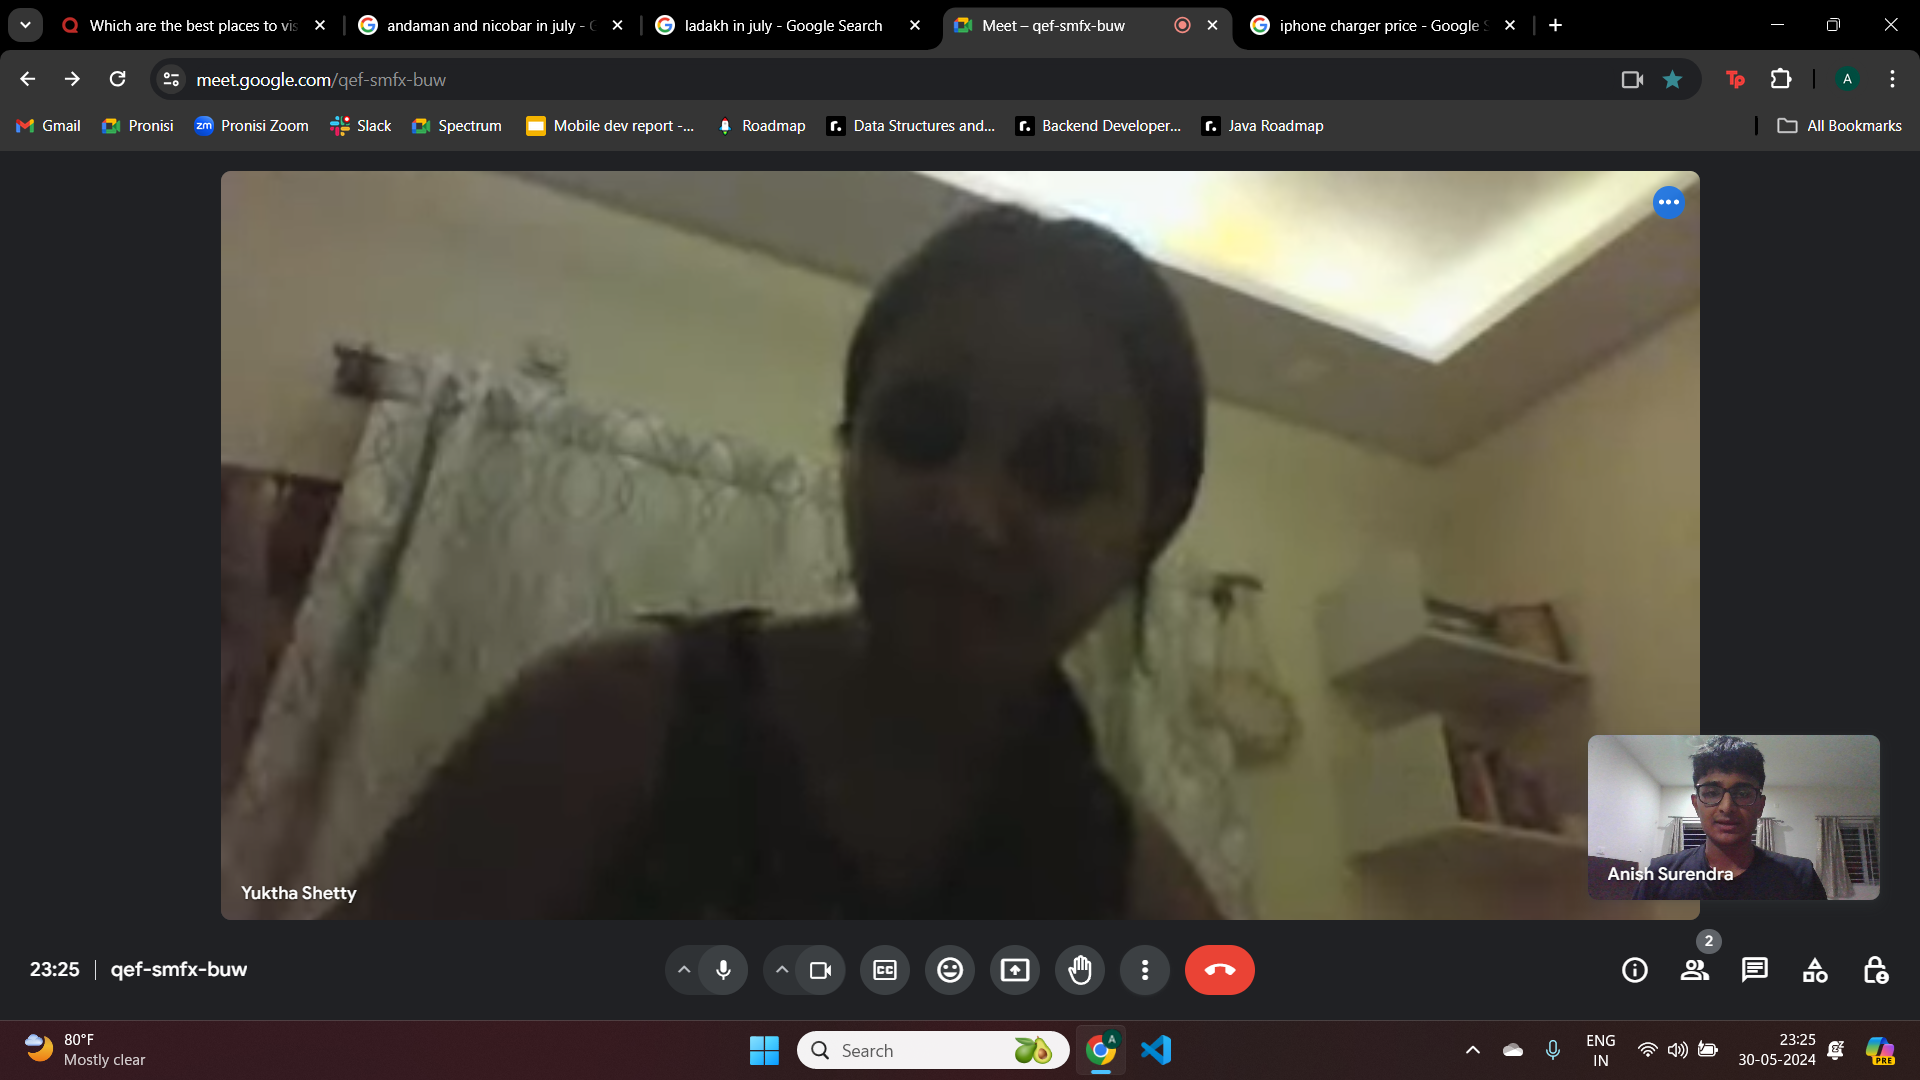 Which are the best places to vis
andaman and nicobar in july - G
ladakh in july - Google Search
Meet – qef-smfx-buw
iphone charger price - Google S
meet.google.com/qef-smfx-buw
A
Gmail
Pronisi
zm Pronisi Zoom
Slack
Spectrum
Mobile dev report -...
Roadmap
r. Data Structures and...
r. Backend Developer...
r. Java Roadmap
All Bookmarks
Yuktha Shetty
Anish Surendra
23:25
qef-smfx-buw
CC
2
80°F
Mostly clear
Search
A
ENG
IN
23:25
30-05-2024
PRE